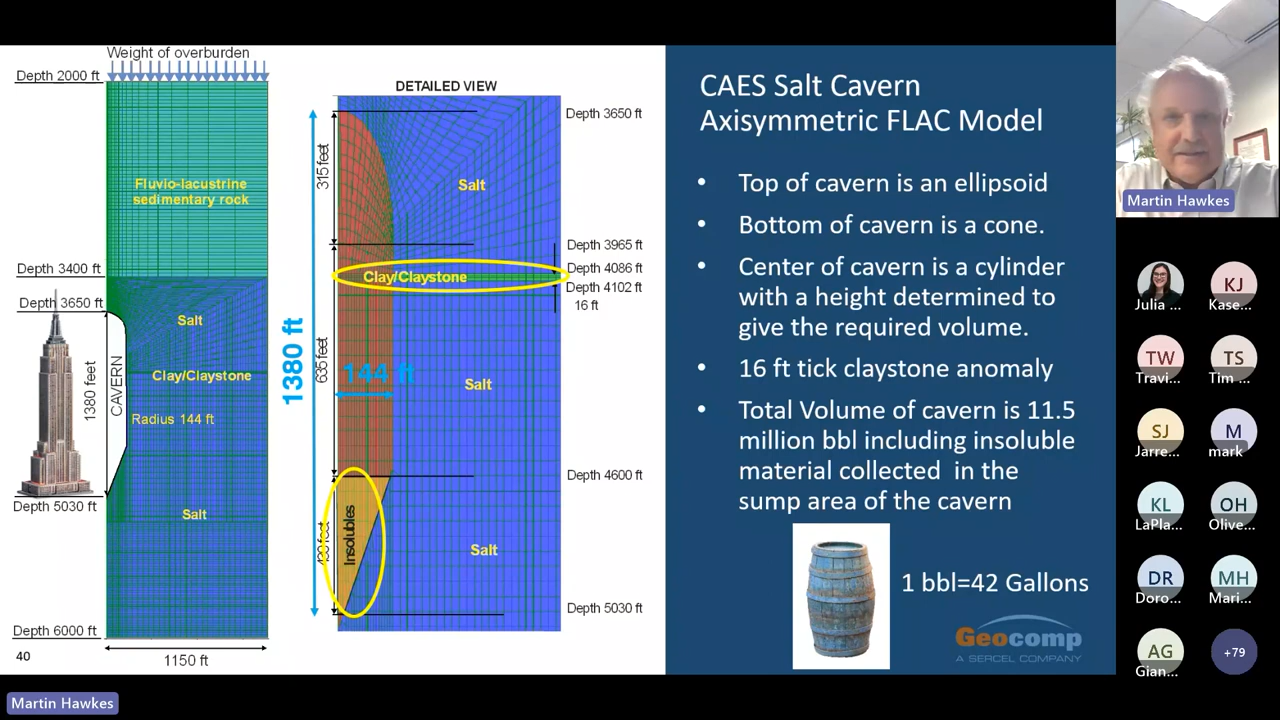 Weight of overburden
Depth 2000 ft
Fluvio-lacustrine
sedimentary rock
Depth 3400 ft
Depth 3650 ft
Salt
Clay/Claystone
1380 feet
CAVERN
Radius 144 ft
Salt
Depth 5030 ft
Depth 6000 ft
1150 ft
40
DETAILED VIEW
Depth 3650 ft
315 feet
Salt
Depth 3965 ft
Clay/Claystone
Depth 4086 ft
Depth 4102 ft
16 ft
1380 ft
635 feet
144 ft
Salt
Depth 4600 ft
Insolubles
430 feet
Salt
Depth 5030 ft
CAES Salt Cavern
Axisymmetric FLAC Model
• Top of cavern is an ellipsoid
• Bottom of cavern is a cone.
• Center of cavern is a cylinder
with a height determined to
give the required volume.
• 16 ft tick claystone anomaly
• Total Volume of cavern is 11.5
million bbl including insoluble
material collected in the
sump area of the cavern
1 bbl=42 Gallons
Geocomp
A SERCEL COMPANY
Martin Hawkes
Julia ...
KJ
Kase...
TW
Travi...
TS
Tim ...
SJ
Jarre...
M
mark
KL
LaPla...
OH
Olive...
DR
Doro...
MH
Mari...
AG
Gian...
+79
Martin Hawkes